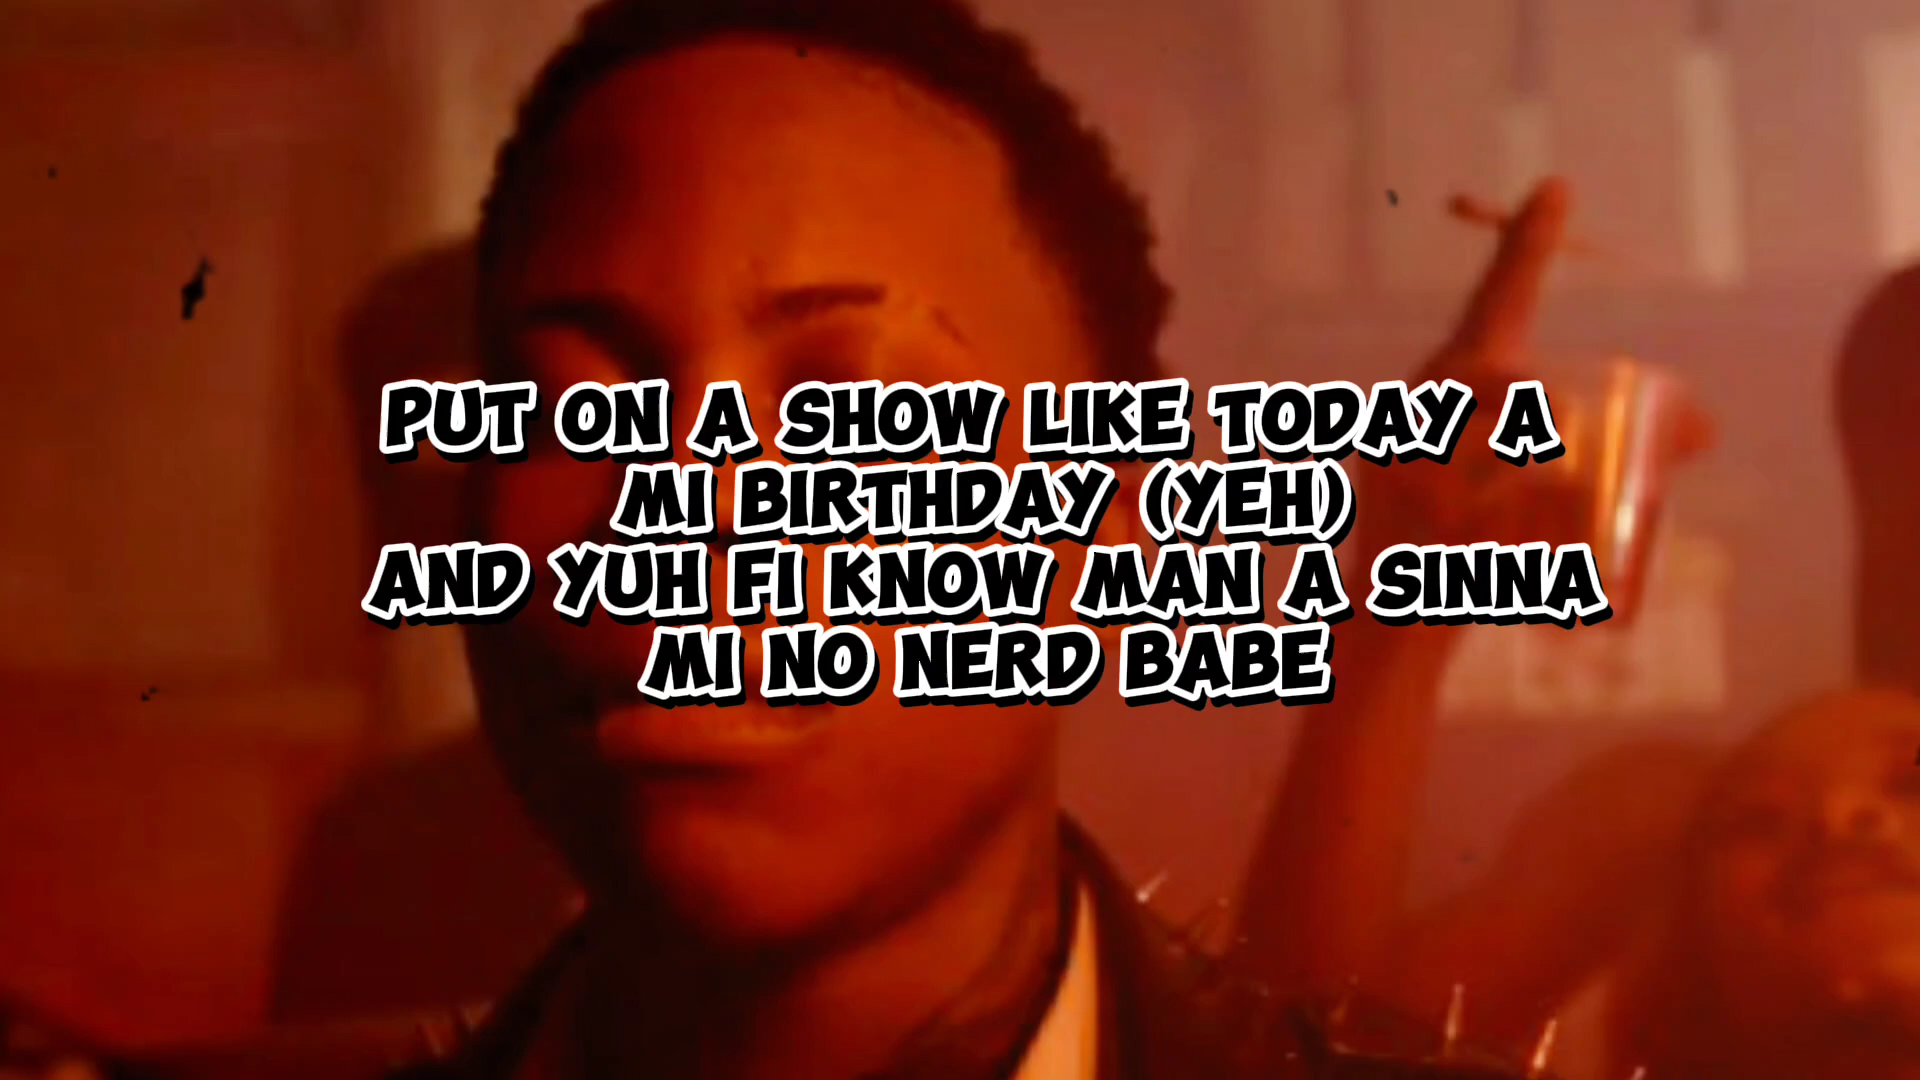 PUT ON A SHOW LIKE TODAY A
MI BIRTHDAY (YEH)
AND YUH FI KNOW MAN A SINNA
MI NO NERD BABE